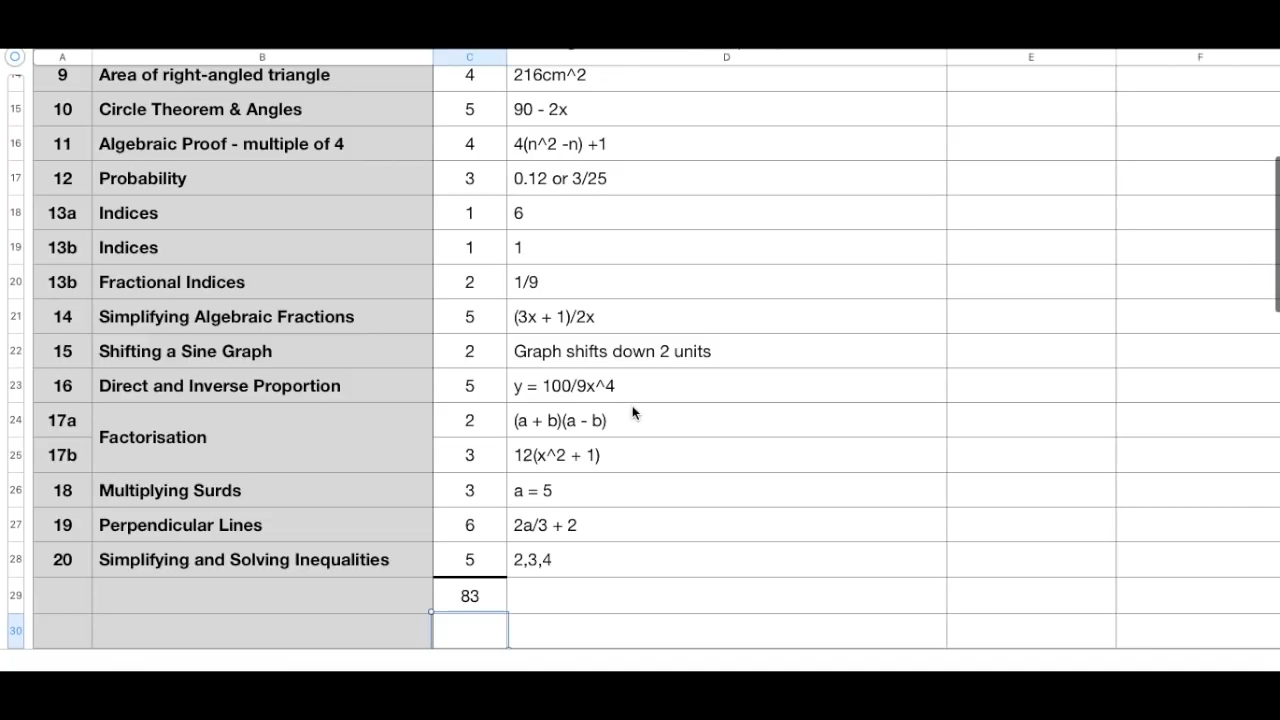 A B C D E F
9 Area of right-angled triangle 4 216cm^2
15 10 Circle Theorem & Angles 5 90 - 2x
16 11 Algebraic Proof - multiple of 4 4 4(n^2 -n) +1
17 12 Probability 3 0.12 or 3/25
18 13a Indices 1 6
19 13b Indices 1 1
20 13b Fractional Indices 2 1/9
21 14 Simplifying Algebraic Fractions 5 (3x + 1)/2x
22 15 Shifting a Sine Graph 2 Graph shifts down 2 units
23 16 Direct and Inverse Proportion 5 y = 100/9x^4
24 17a Factorisation 2 (a + b)(a - b)
25 17b 3 12(x^2 + 1)
26 18 Multiplying Surds 3 a = 5
27 19 Perpendicular Lines 6 2a/3 + 2
28 20 Simplifying and Solving Inequalities 5 2,3,4
29 83
30